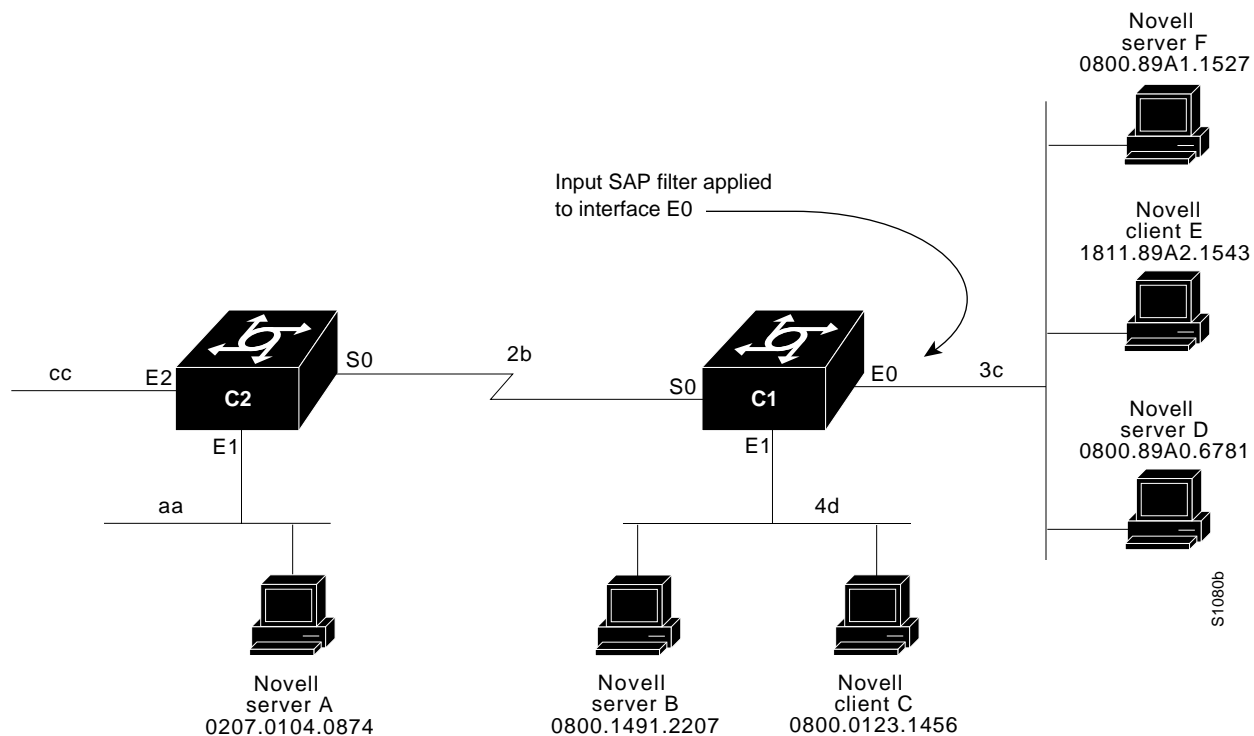 Novell
server F
0800.89A1.1527
Input SAP filter applied
to interface E0
Novell
client E
1811.89A2.1543
cc
E2
C2
S0
2b
S0
C1
E0
3c
E1
E1
Novell
server D
0800.89A0.6781
aa
4d
S1080b
Novell
server A
0207.0104.0874
Novell
server B
0800.1491.2207
Novell
client C
0800.0123.1456